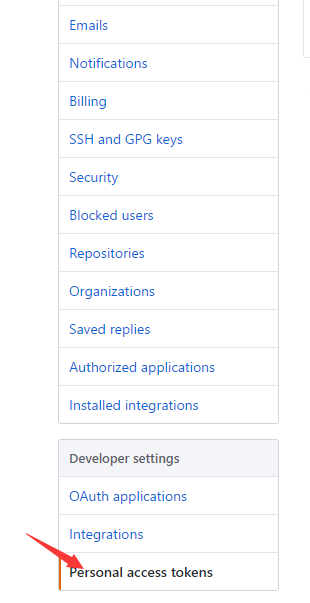 Emails
Notifications
Billing
SSH and GPG keys
Security
Blocked users
Repositories
Organizations
Saved replies
Authorized applications
Installed integrations
Developer settings
OAuth applications
Integrations
Personal access tokens